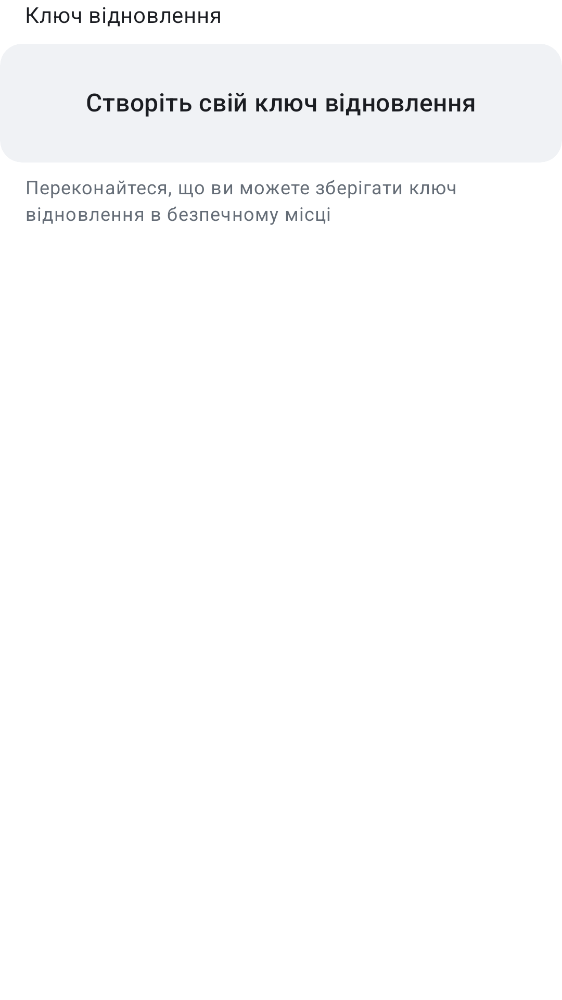 Ключ відновлення
Створіть свій ключ відновлення
Переконайтеся, що ви можете зберігати ключ
відновлення в безпечному місці